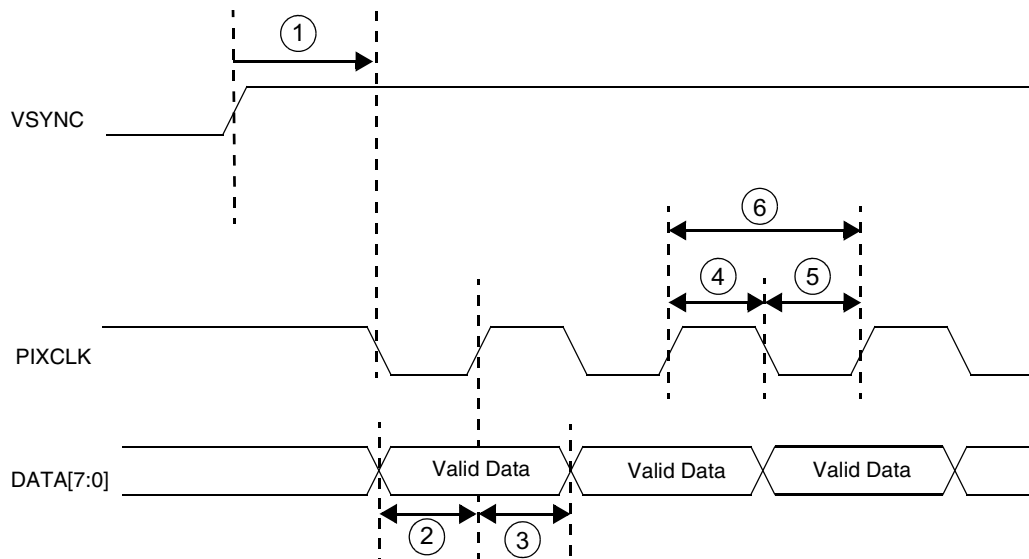 1
VSYNC
6
4 5
PIXCLK
DATA[7:0] Valid Data Valid Data Valid Data
2 3